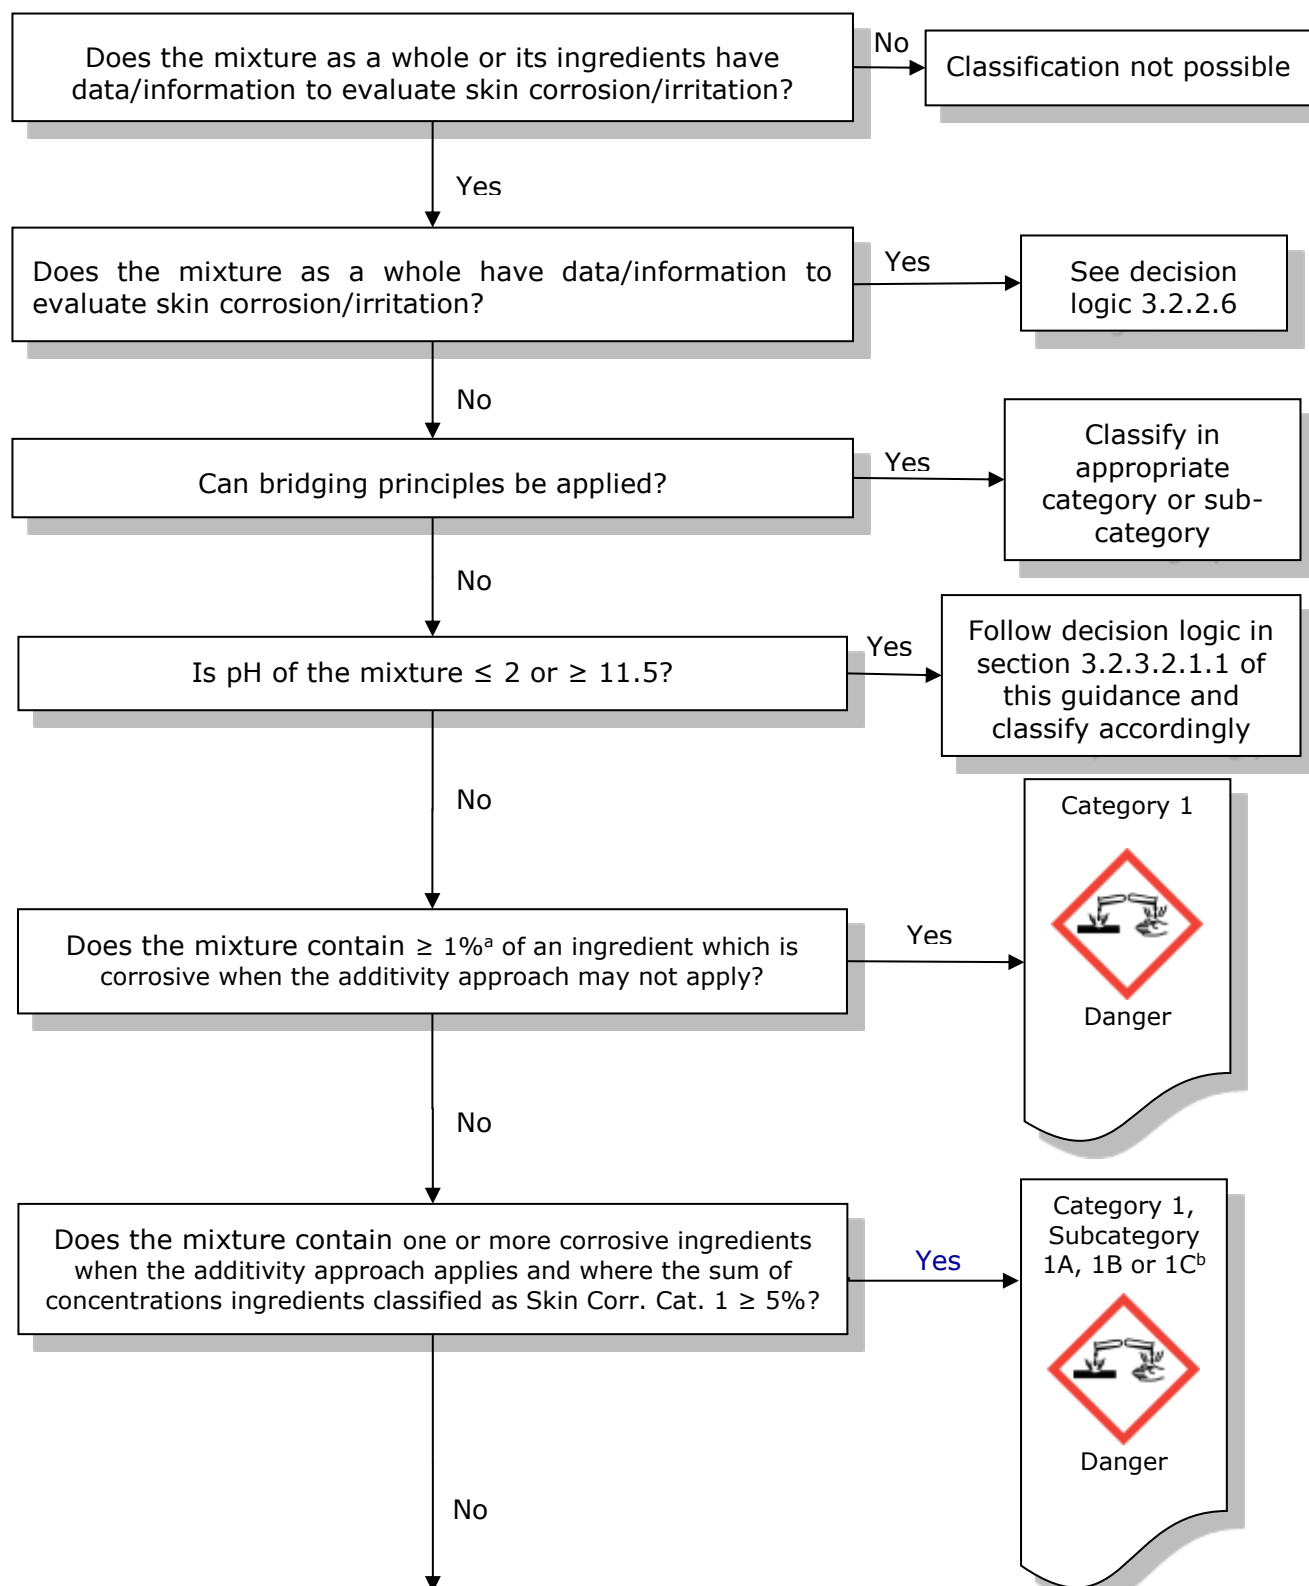 Does the mixture as a whole or its ingredients have
data/information to evaluate skin corrosion/irritation?
No
Classification not possible
Yes
Does the mixture as a whole have data/information to
evaluate skin corrosion/irritation?
Yes
See decision
logic 3.2.2.6
No
Can bridging principles be applied?
Yes
Classify in
appropriate
category or sub-
category
No
Is pH of the mixture ≤ 2 or ≥ 11.5?
Yes
Follow decision logic in
section 3.2.3.2.1.1 of
this guidance and
classify accordingly
No
Does the mixture contain ≥ 1%ᵃ of an ingredient which is
corrosive when the additivity approach may not apply?
Yes
Category 1
Danger
No
Does the mixture contain one or more corrosive ingredients
when the additivity approach applies and where the sum of
concentrations ingredients classified as Skin Corr. Cat. 1 ≥ 5%?
Yes
Category 1,
Subcategory
1A, 1B or 1Cᵇ
Danger
No